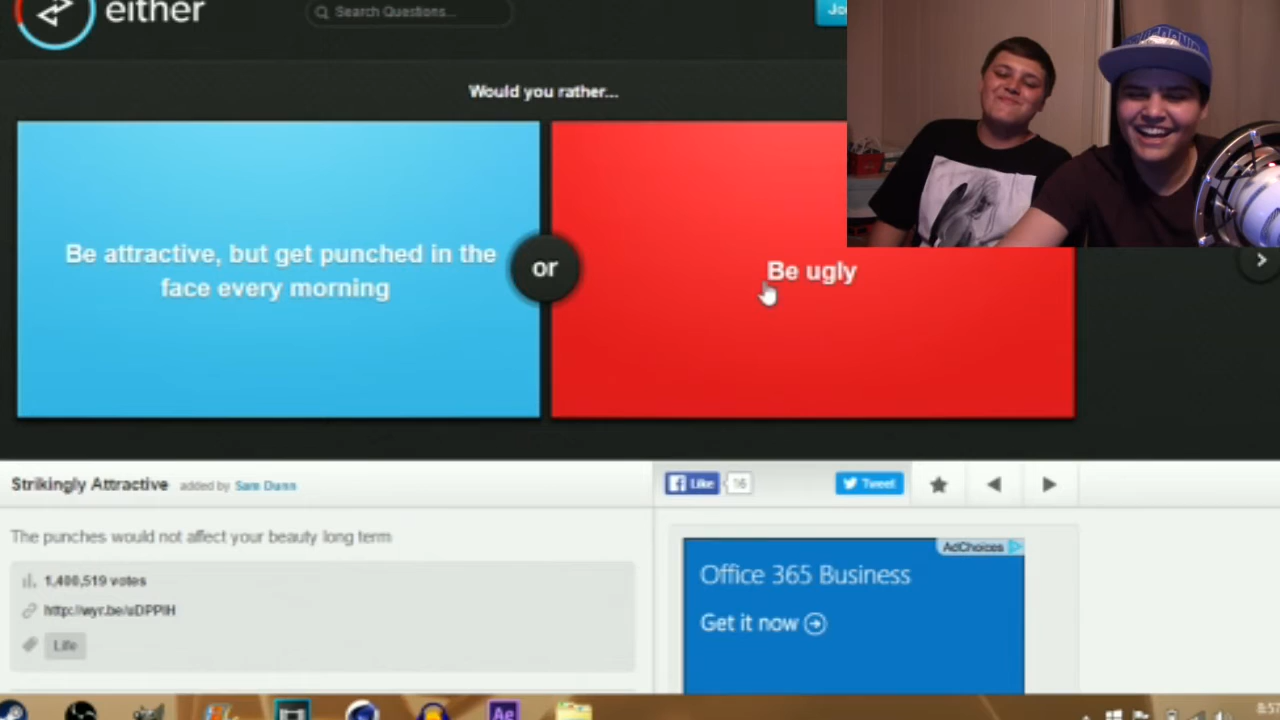 either
Search Questions...
Would you rather...
Be attractive, but get punched in the
face every morning
or
Be ugly
Strikingly Attractive added by Sam Dunn
Like 16
Tweet
The punches would not affect your beauty long term
AdChoices
Office 365 Business
Get it now
Life
Ae